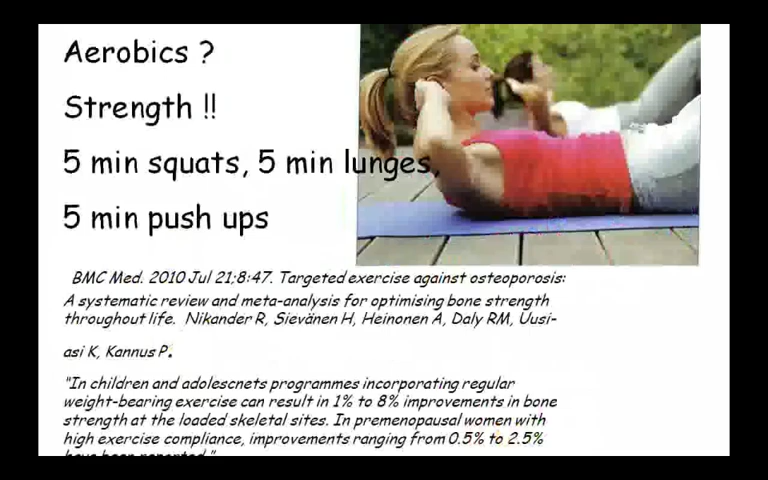 Aerobics ?
Strength !!
5 min squats, 5 min lunges,
5 min push ups
BMC Med. 2010 Jul 21;8:47. Targeted exercise against osteoporosis:
A systematic review and meta-analysis for optimising bone strength
throughout life. Nikander R, Sievänen H, Heinonen A, Daly RM, Uusi-
asi K, Kannus P.
"In children and adolescnets programmes incorporating regular
weight-bearing exercise can result in 1% to 8% improvements in bone
strength at the loaded skeletal sites. In premenopausal women with
high exercise compliance, improvements ranging from 0.5% to 2.5%
have been reported."